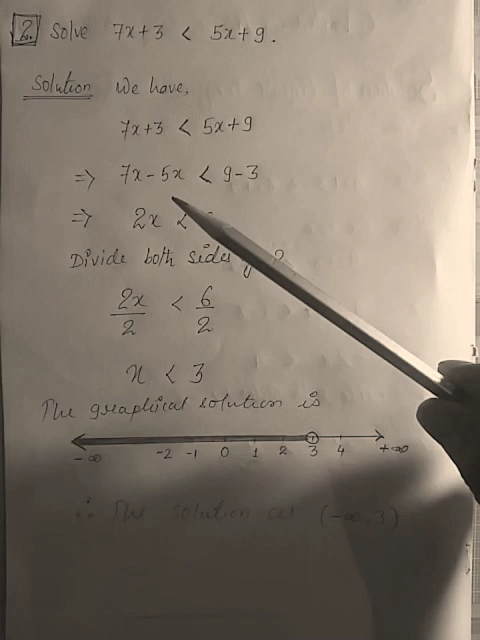 2. Solve 7x+3 < 5x+9.
Solution We have,
7x+3 < 5x+9
=> 7x-5x < 9-3
=> 2x <
Divide both sides
2x/2 < 6/2
x < 3
The graphical solution is
-∞ -2 -1 0 1 2 3 4 +∞
∴ The solution set (-∞, 3)